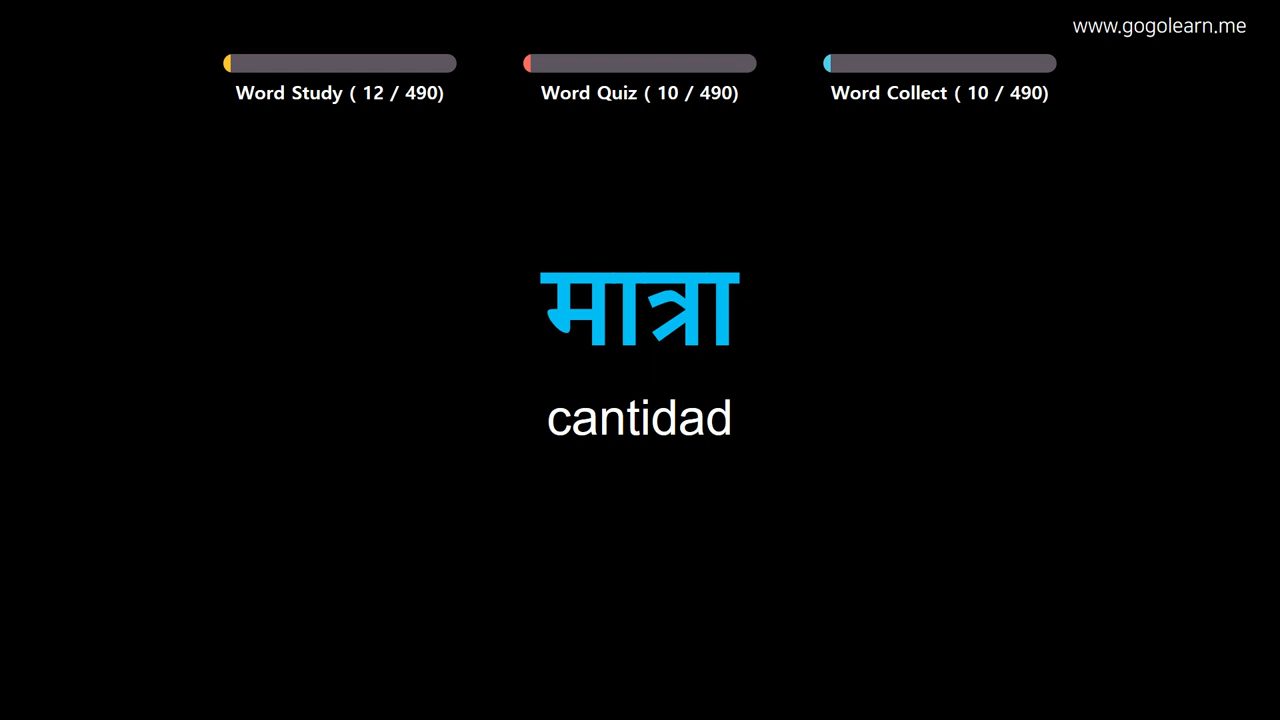 www.gogolearn.me
Word Study ( 12 / 490)
Word Quiz ( 10 / 490)
Word Collect ( 10 / 490)
मात्रा
cantidad